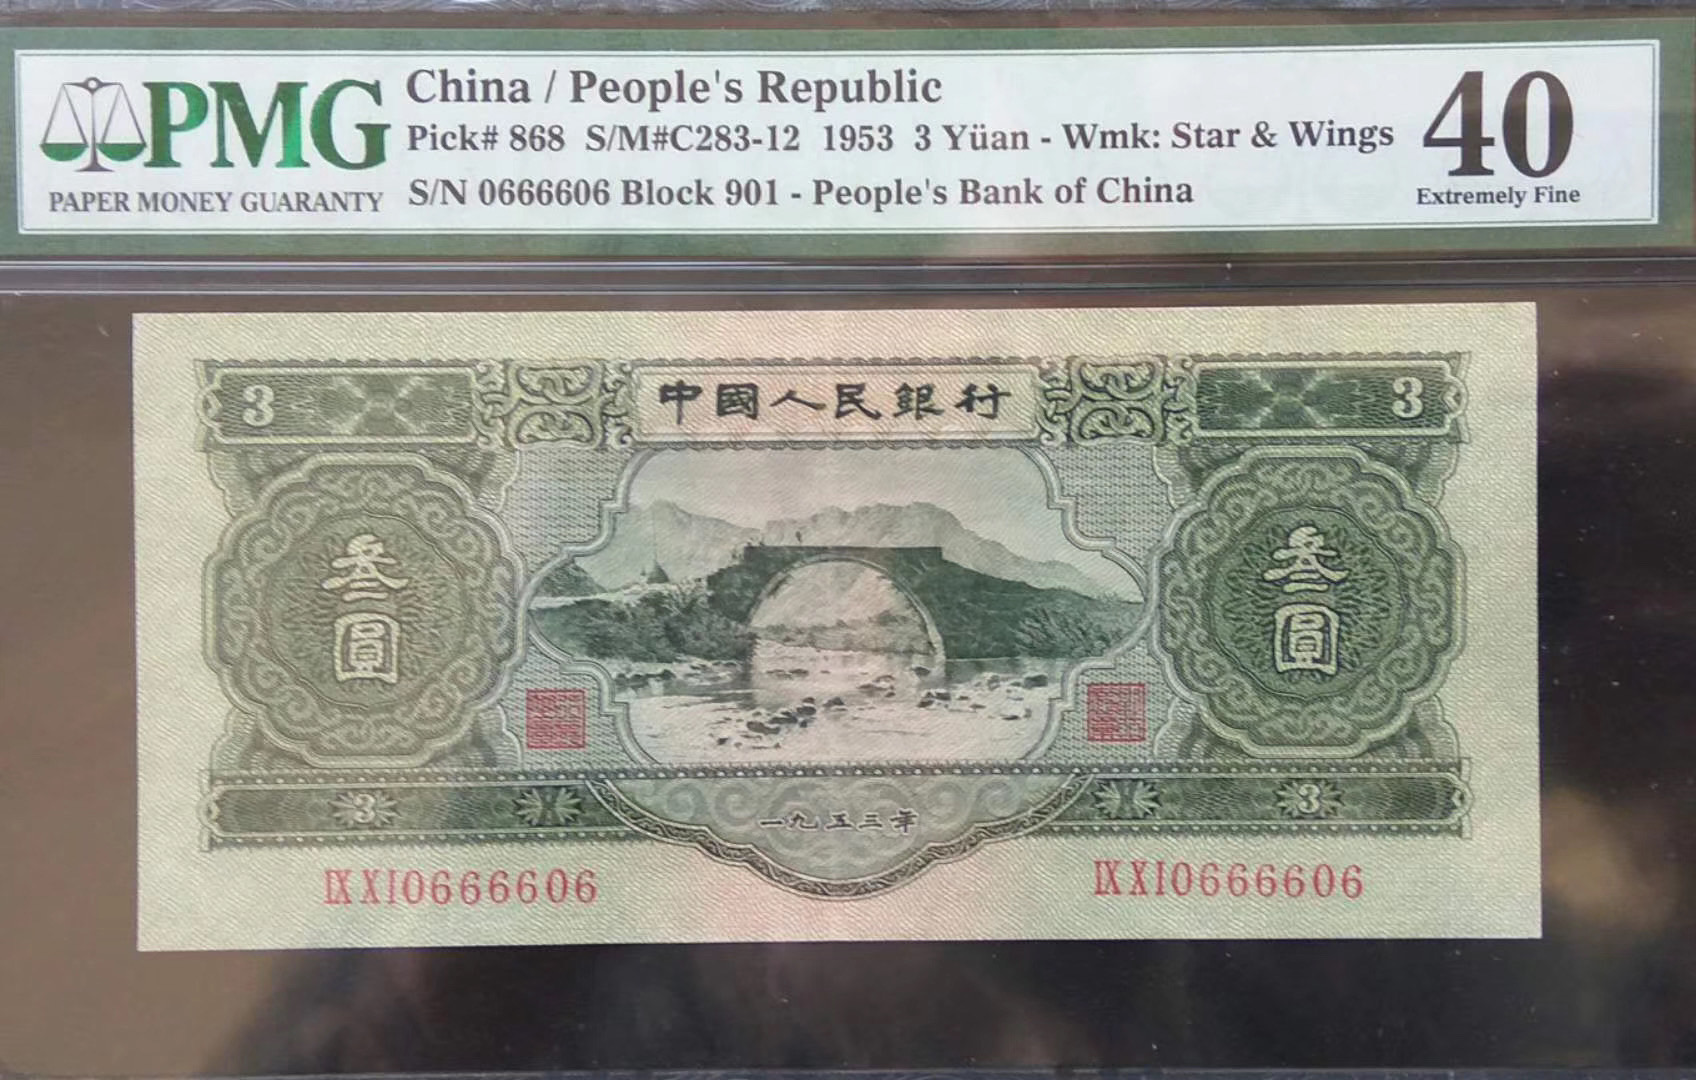 PMG
PAPER MONEY GUARANTY
China / People's Republic
Pick# 868 S/M#C283-12 1953 3 Yüan - Wmk: Star & Wings
S/N 0666606 Block 901 - People's Bank of China
40
Extremely Fine
3 中國人民銀行 3
叁圓 叁圓
3 3
一九五三年
IX X I 0666606 IX X I 0666606